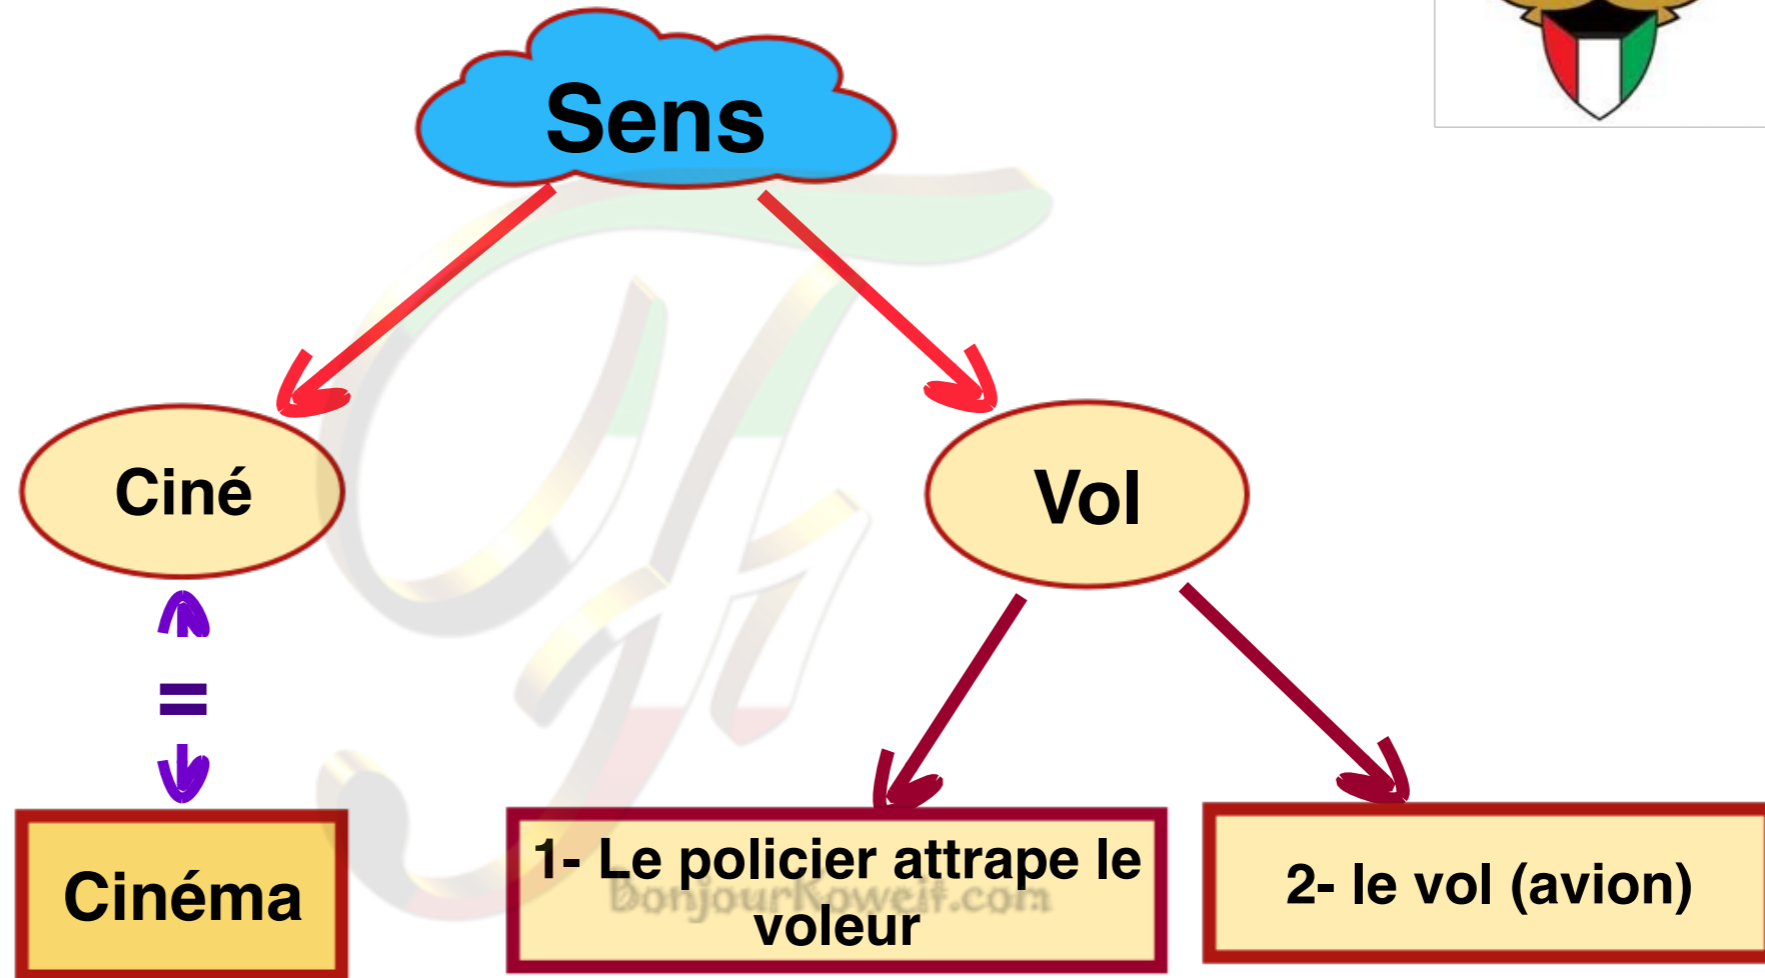 Sens
Ciné
Vol
=
Cinéma
1- Le policier attrape le
voleur
2- le vol (avion)
BonjourKoweit.com